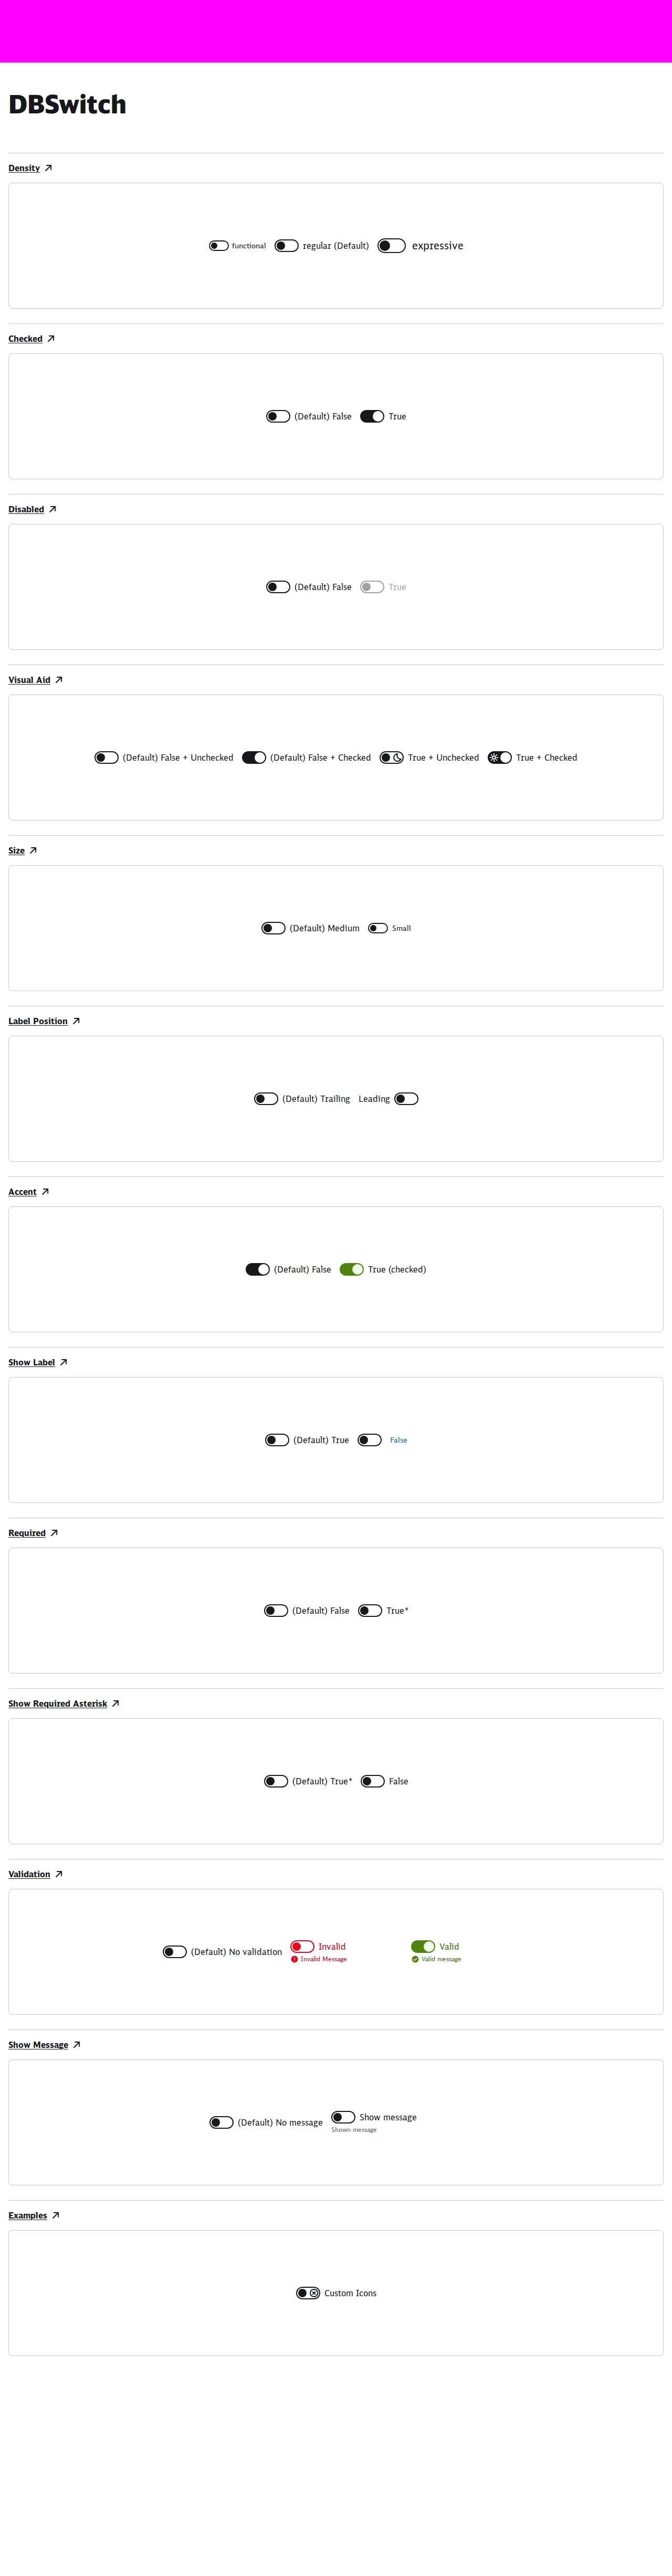 DBSwitch
Density
functional regular (Default) expressive
Checked
(Default) False True
Disabled
(Default) False True
Visual Aid
(Default) False + Unchecked (Default) False + Checked True + Unchecked True + Checked
Size
(Default) Medium Small
Label Position
(Default) Trailing Leading
Accent
(Default) False True (checked)
Show Label
(Default) True False
Required
(Default) False True*
Show Required Asterisk
(Default) True* False
Validation
(Default) No validation Invalid Valid
Invalid Message Valid message
Show Message
(Default) No message Show message
Shown message
Examples
Custom Icons